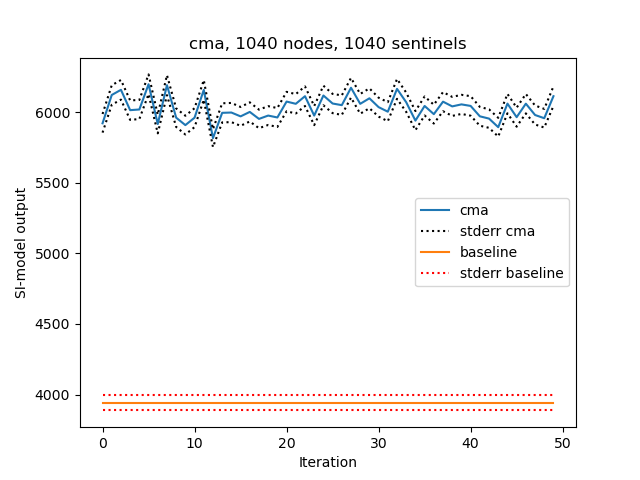 cma, 1040 nodes, 1040 sentinels
6000
5500
5000
4500
4000
SI-model output
cma
stderr cma
baseline
stderr baseline
0 10 20 30 40 50
Iteration